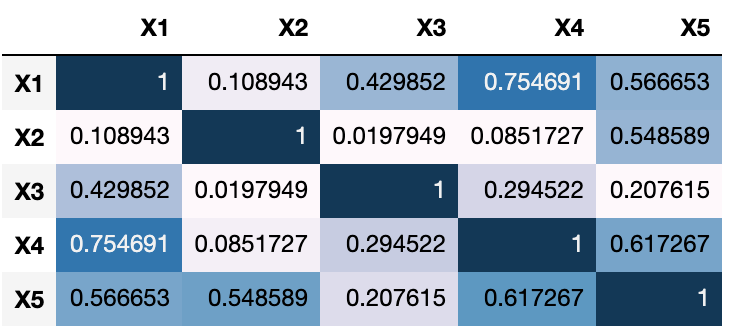 X1 X2 X3 X4 X5
X1 1 0.108943 0.429852 0.754691 0.566653
X2 0.108943 1 0.0197949 0.0851727 0.548589
X3 0.429852 0.0197949 1 0.294522 0.207615
X4 0.754691 0.0851727 0.294522 1 0.617267
X5 0.566653 0.548589 0.207615 0.617267 1